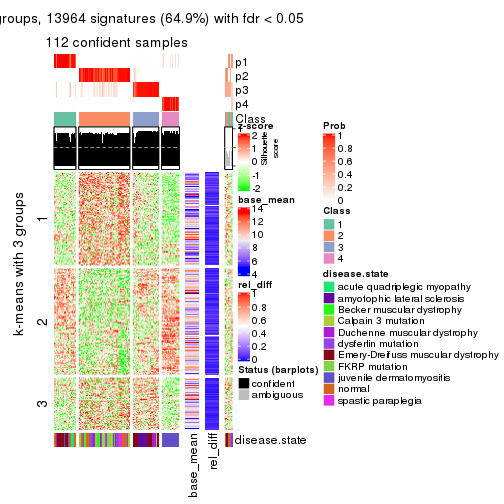 groups, 13964 signatures (64.9%) with fdr < 0.05
112 confident samples
p1
p2
p3
p4
Class
z-score
2
1
0
-1
-2
Silhouette
score
base_mean
14
12
10
8
6
4
rel_diff
1
0.8
0.6
0.4
0.2
0
Status (barplots)
confident
ambiguous
Prob
1
0.8
0.6
0.4
0.2
0
Class
1
2
3
4
disease.state
acute quadriplegic myopathy
amyotophic lateral sclerosis
Becker muscular dystrophy
Calpain 3 mutation
Duchenne muscular dystrophy
dysferlin mutation
Emery-Dreifuss muscular dystrophy
FKRP mutation
juvenile dermatomyositis
normal
spastic paraplegia
k-means with 3 groups
1
2
3
disease.state
base_mean
rel_diff